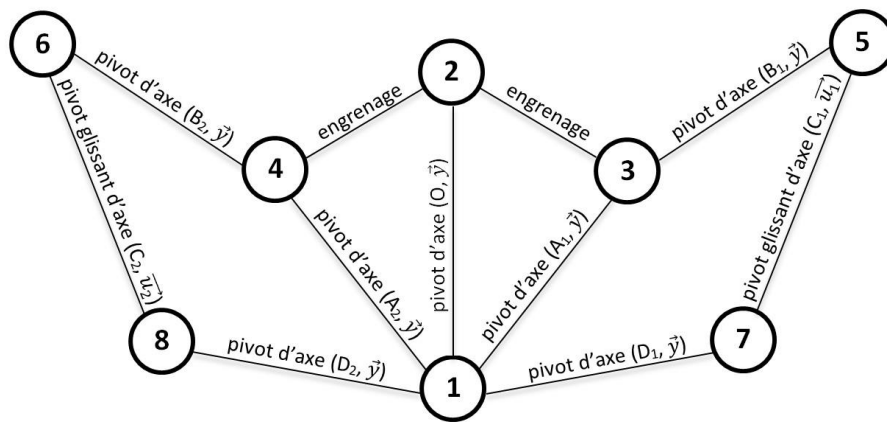 6
2
5
pivot d'axe (B₂, y⃗)
engrenage
engrenage
pivot d'axe (B₁, y⃗)
4
3
pivot glissant d'axe (C₂, u₂⃗)
pivot d'axe (A₂, y⃗)
pivot d'axe (O, y⃗)
pivot d'axe (A₁, y⃗)
pivot glissant d'axe (C₁, u₁⃗)
8
7
pivot d'axe (D₂, y⃗)
1
pivot d'axe (D₁, y⃗)